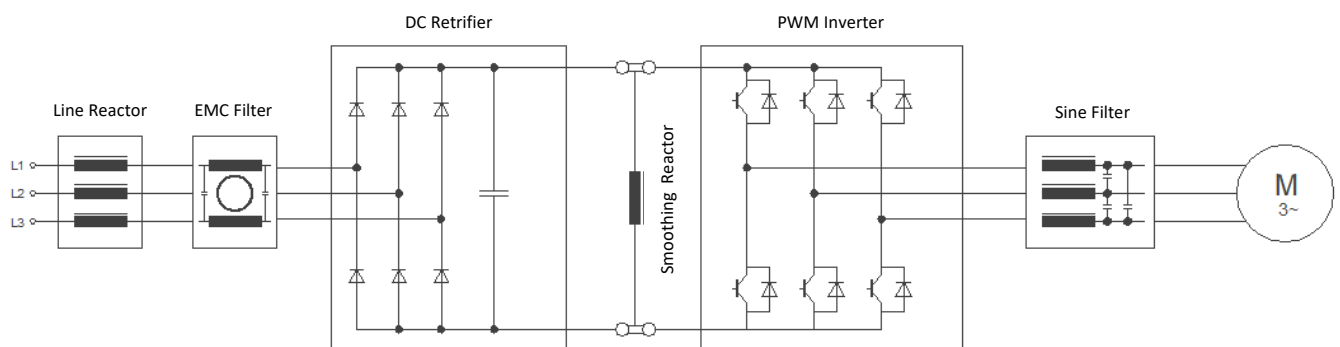 DC Retrifier
PWM Inverter
Line Reactor
EMC Filter
Sine Filter
L1
L2
L3
Smoothing Reactor
M
3~